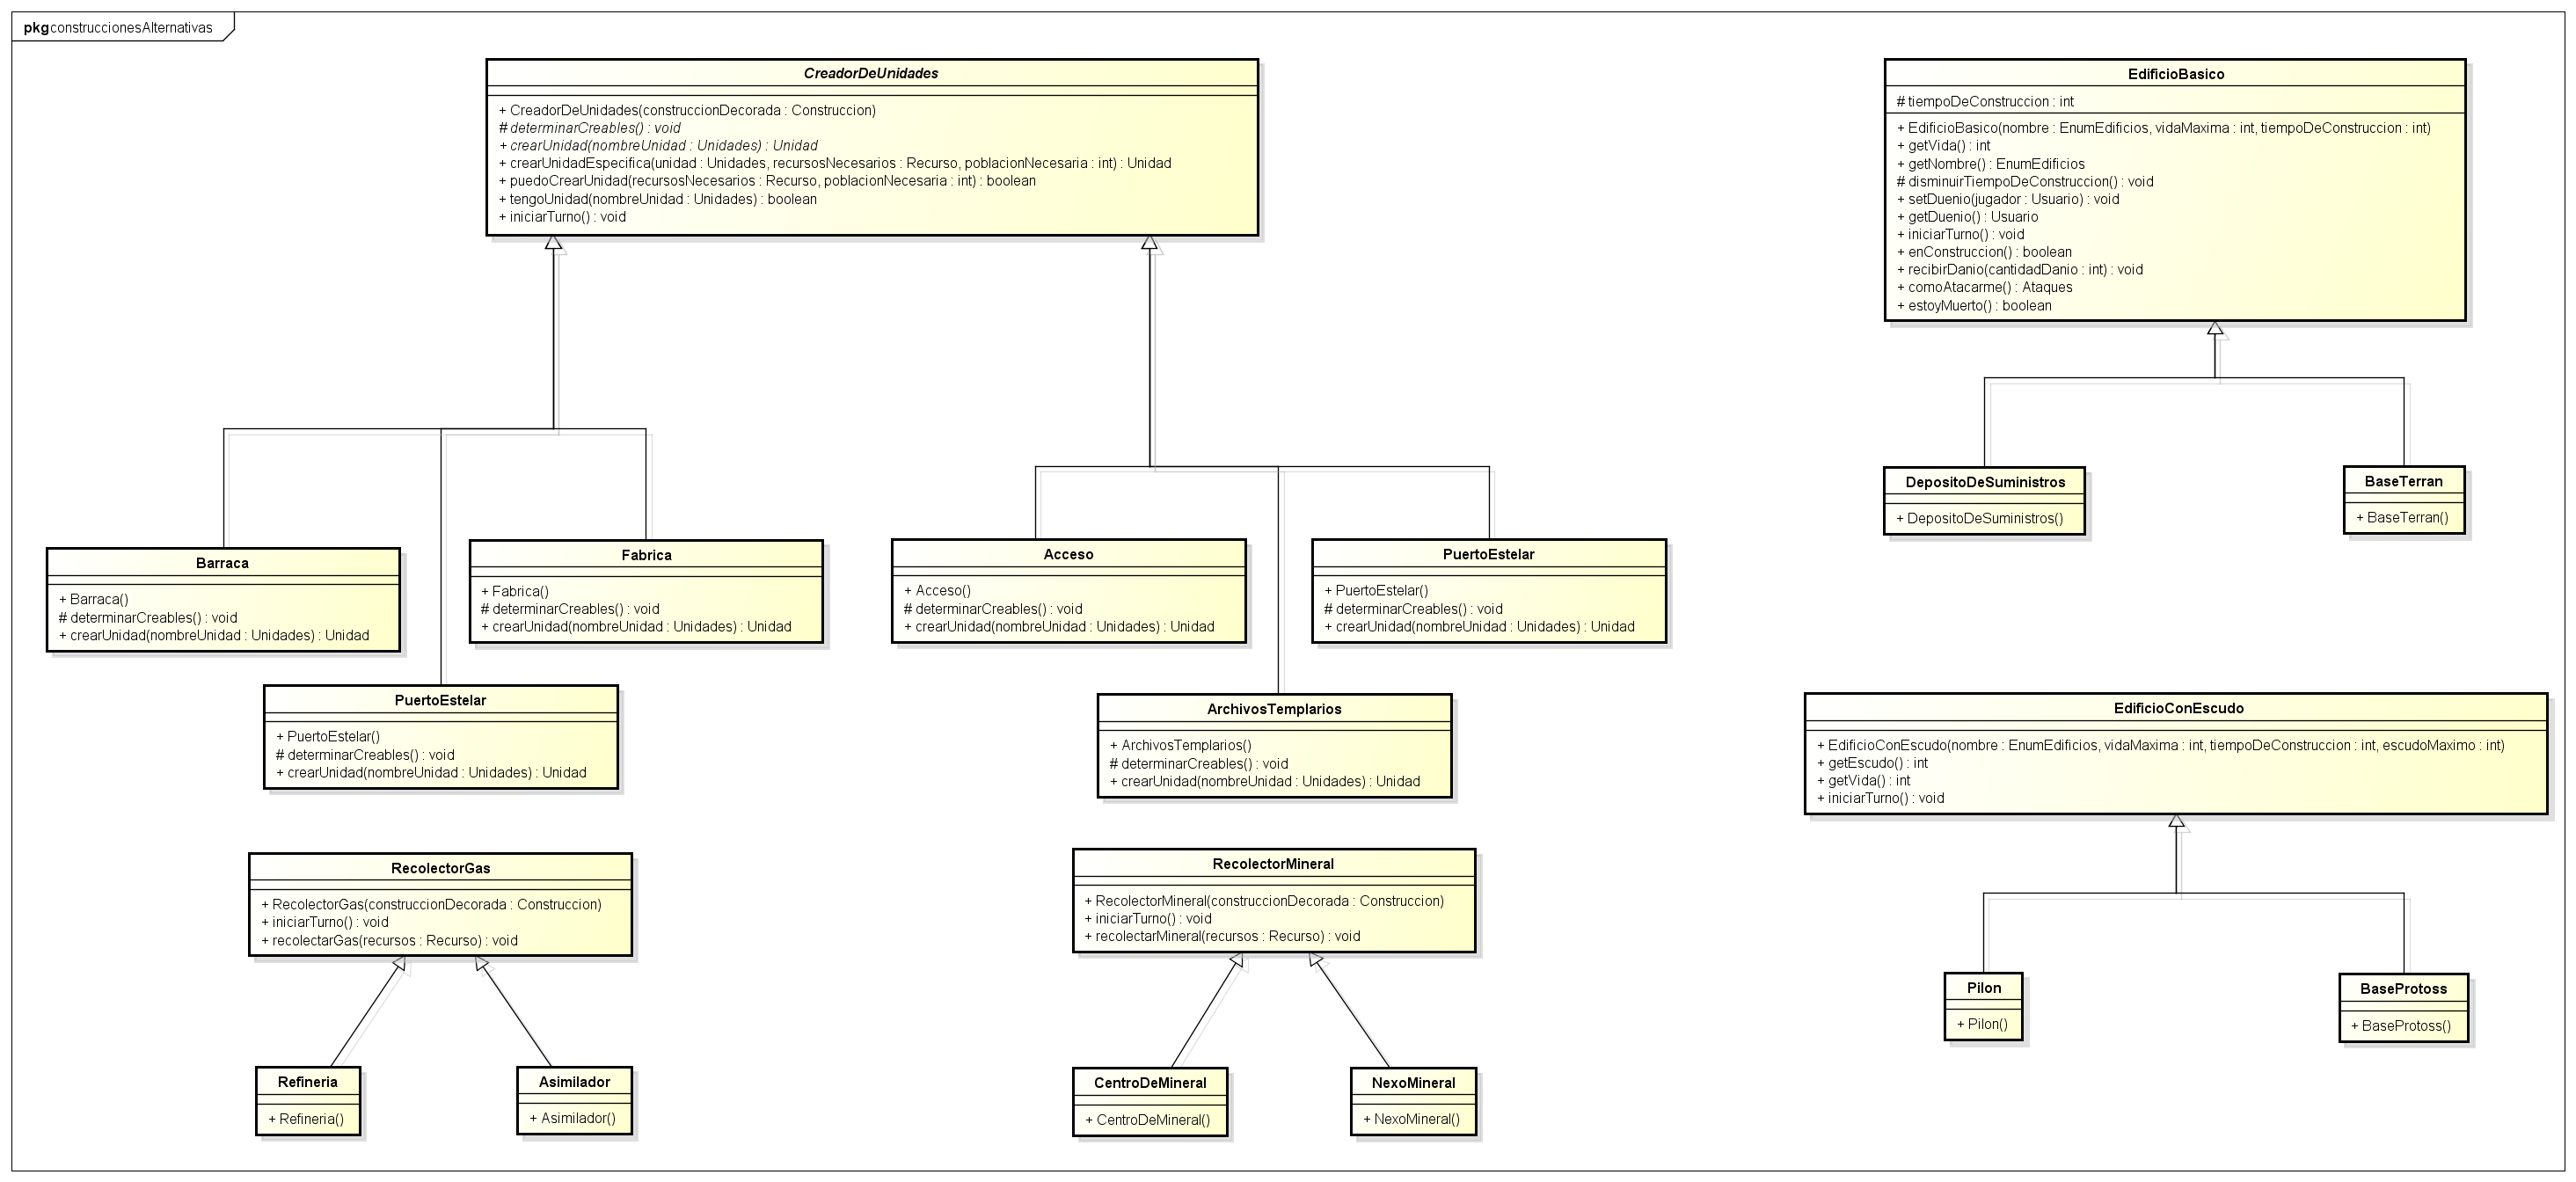 pkg construccionesAlternativas
CreadorDeUnidades
+ CreadorDeUnidades(construccionDecorada : Construccion)
# determinarCreables() : void
+ crearUnidad(nombreUnidad : Unidades) : Unidad
+ crearUnidadEspecifica(unidad : Unidades, recursosNecesarios : Recurso, poblacionNecesaria : int) : Unidad
+ puedoCrearUnidad(recursosNecesarios : Recurso, poblacionNecesaria : int) : boolean
+ tengoUnidad(nombreUnidad : Unidades) : boolean
+ iniciarTurno() : void
EdificioBasico
# tiempoDeConstruccion : int
+ EdificioBasico(nombre : EnumEdificios, vidaMaxima : int, tiempoDeConstruccion : int)
+ getVida() : int
+ getNombre() : EnumEdificios
# disminuirTiempoDeConstruccion() : void
+ setDuenio(jugador : Usuario) : void
+ getDuenio() : Usuario
+ iniciarTurno() : void
+ enConstruccion() : boolean
+ recibirDanio(cantidadDanio : int) : void
+ comoAtacarme() : Ataques
+ estoyMuerto() : boolean
Barraca
+ Barraca()
# determinarCreables() : void
+ crearUnidad(nombreUnidad : Unidades) : Unidad
Fabrica
+ Fabrica()
# determinarCreables() : void
+ crearUnidad(nombreUnidad : Unidades) : Unidad
Acceso
+ Acceso()
# determinarCreables() : void
+ crearUnidad(nombreUnidad : Unidades) : Unidad
PuertoEstelar
+ PuertoEstelar()
# determinarCreables() : void
+ crearUnidad(nombreUnidad : Unidades) : Unidad
DepositoDeSuministros
+ DepositoDeSuministros()
BaseTerran
+ BaseTerran()
PuertoEstelar
+ PuertoEstelar()
# determinarCreables() : void
+ crearUnidad(nombreUnidad : Unidades) : Unidad
ArchivosTemplarios
+ ArchivosTemplarios()
# determinarCreables() : void
+ crearUnidad(nombreUnidad : Unidades) : Unidad
EdificioConEscudo
+ EdificioConEscudo(nombre : EnumEdificios, vidaMaxima : int, tiempoDeConstruccion : int, escudoMaximo : int)
+ getEscudo() : int
+ getVida() : int
+ iniciarTurno() : void
RecolectorGas
+ RecolectorGas(construccionDecorada : Construccion)
+ iniciarTurno() : void
+ recolectarGas(recursos : Recurso) : void
RecolectorMineral
+ RecolectorMineral(construccionDecorada : Construccion)
+ iniciarTurno() : void
+ recolectarMineral(recursos : Recurso) : void
Pilon
+ Pilon()
BaseProtoss
+ BaseProtoss()
Refineria
+ Refineria()
Asimilador
+ Asimilador()
CentroDeMineral
+ CentroDeMineral()
NexoMineral
+ NexoMineral()